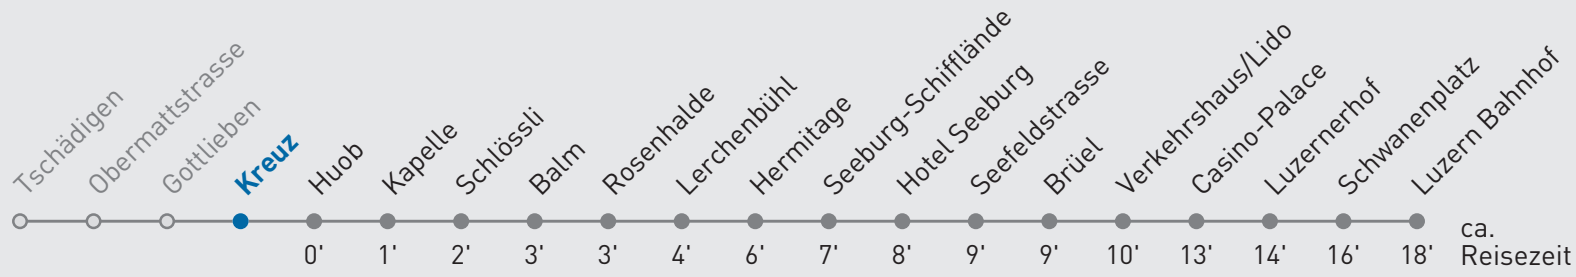 Tschädigen
Obermattstrasse
Gottlieben
Kreuz
Huob
Kapelle
Schlössli
Balm
Rosenhalde
Lerchenbühl
Hermitage
Seeburg-Schifflände
Hotel Seeburg
Seefeldstrasse
Brüel
Verkehrshaus/Lido
Casino-Palace
Luzernerhof
Schwanenplatz
Luzern Bahnhof
0' 1' 2' 3' 3' 4' 6' 7' 8' 9' 9' 10' 13' 14' 16' 18'
ca.
Reisezeit